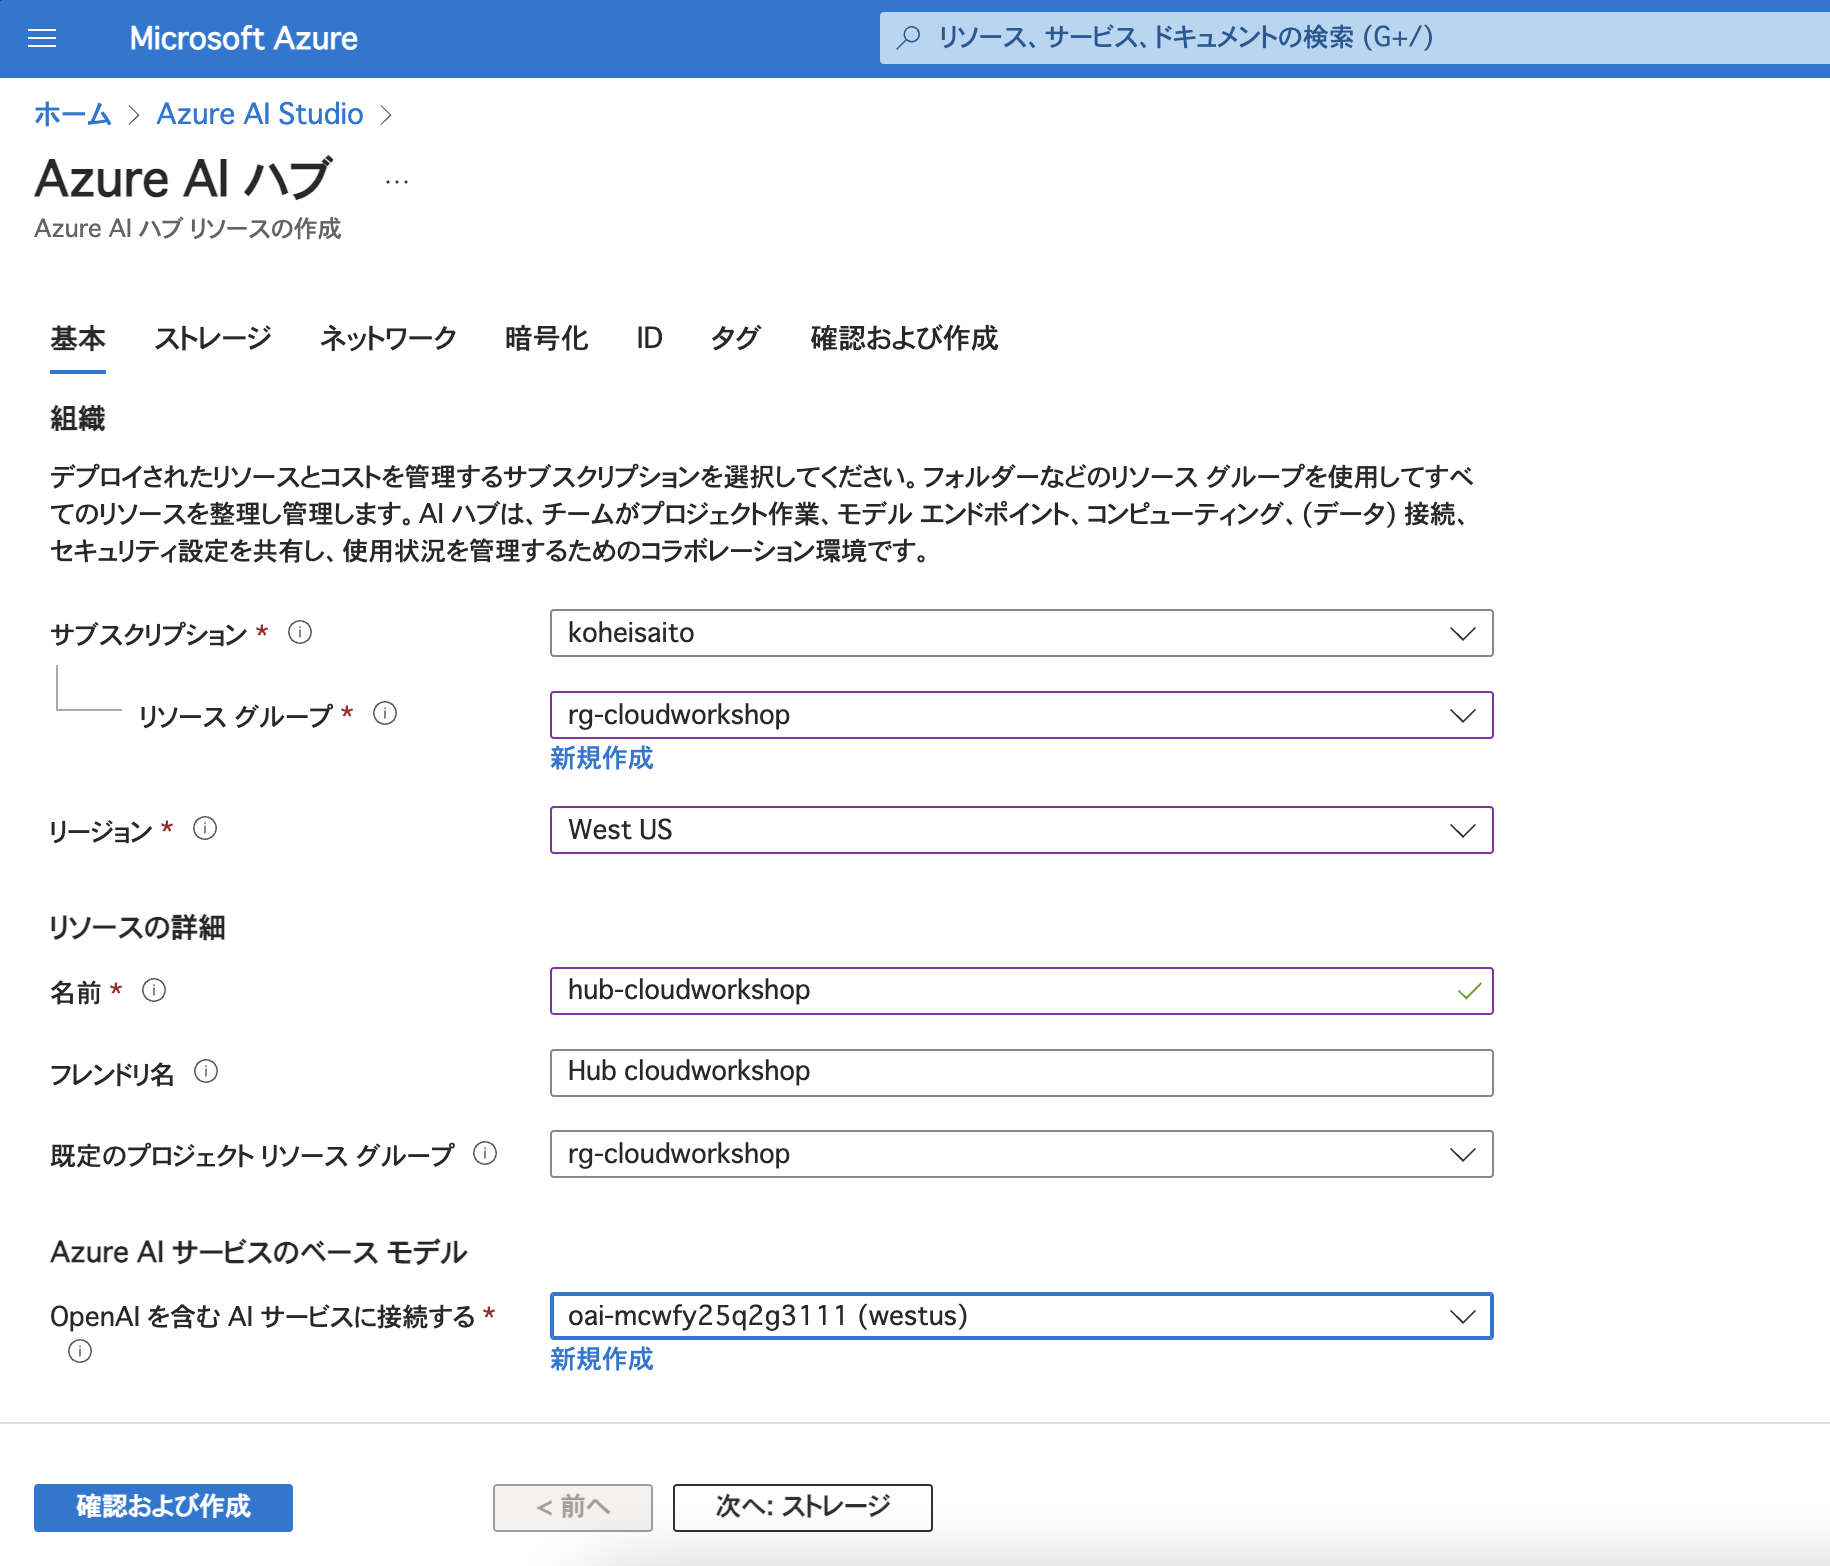 Microsoft Azure
リソース、サービス、ドキュメントの検索 (G+/)
ホーム > Azure AI Studio >
Azure AI ハブ ...
Azure AI ハブ リソースの作成
基本 ストレージ ネットワーク 暗号化 ID タグ 確認および作成
組織
デプロイされたリソースとコストを管理するサブスクリプションを選択してください。フォルダーなどのリソース グループを使用してすべ
てのリソースを整理し管理します。AI ハブは、チームがプロジェクト作業、モデル エンドポイント、コンピューティング、(データ) 接続、
セキュリティ設定を共有し、使用状況を管理するためのコラボレーション環境です。
サブスクリプション * koheisaito
リソース グループ * rg-cloudworkshop
新規作成
リージョン * West US
リソースの詳細
名前 * hub-cloudworkshop
フレンドリ名 Hub cloudworkshop
既定のプロジェクト リソース グループ rg-cloudworkshop
Azure AI サービスのベース モデル
OpenAI を含む AI サービスに接続する * oai-mcwfy25q2g3111 (westus)
新規作成
確認および作成 < 前へ 次へ: ストレージ